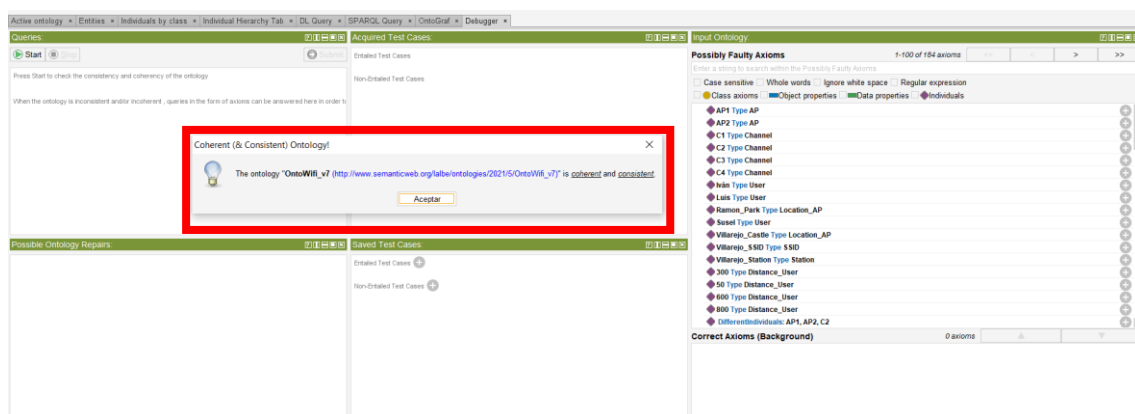 Active ontology × Entities × Individuals by class × Individual Hierarchy Tab × DL Query × SPARQL Query × OntoGraf × Debugger ×
Queries:
Start Stop Submit
Press Start to check the consistency and coherency of the ontology
When the ontology is inconsistent and/or incoherent , queries in the form of axioms can be answered here in order t
Acquired Test Cases:
Entailed Test Cases
Non-Entailed Test Cases
Coherent (& Consistent) Ontology!
The ontology "OntoWifi_v7 (http://www.semanticweb.org/lalbe/ontologies/2021/5/OntoWifi_v7)" is coherent and consistent.
Aceptar
Possible Ontology Repairs:
Saved Test Cases:
Entailed Test Cases
Non-Entailed Test Cases
Input Ontology:
Possibly Faulty Axioms 1-100 of 184 axioms << < > >>
Enter a string to search within the Possibly Faulty Axioms
Case sensitive Whole words Ignore white space Regular expression
Class axioms Object properties Data properties Individuals
AP1 Type AP
AP2 Type AP
C1 Type Channel
C2 Type Channel
C3 Type Channel
C4 Type Channel
Iván Type User
Luis Type User
Ramon_Park Type Location_AP
Susel Type User
Villarejo_Castle Type Location_AP
Villarejo_SSID Type SSID
Villarejo_Station Type Station
300 Type Distance_User
50 Type Distance_User
600 Type Distance_User
800 Type Distance_User
DifferentIndividuals: AP1, AP2, C2
Correct Axioms (Background) 0 axioms